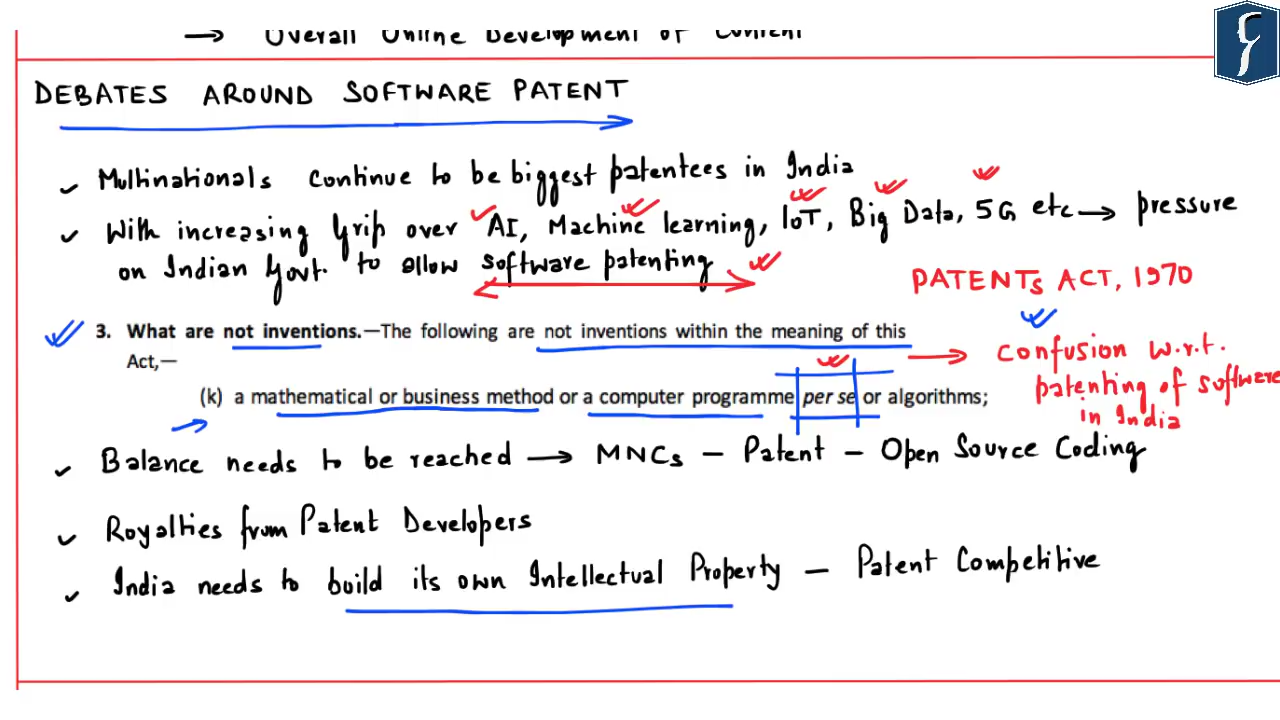 → Overall Online Development of Content
DEBATES AROUND SOFTWARE PATENT
Multinationals continue to be biggest patentees in India
With increasing Grip over AI, Machine learning, IoT, Big Data, 5G etc → pressure
on Indian Govt. to allow software patenting
PATENTs ACT, 1970
3. What are not inventions.—The following are not inventions within the meaning of this
Act,—
(k) a mathematical or business method or a computer programme per se or algorithms;
→ Confusion w.r.t.
patenting of software
in India
Balance needs to be reached → MNCs – Patent – Open Source Coding
Royalties from Patent Developers
India needs to build its own Intellectual Property – Patent Competitive